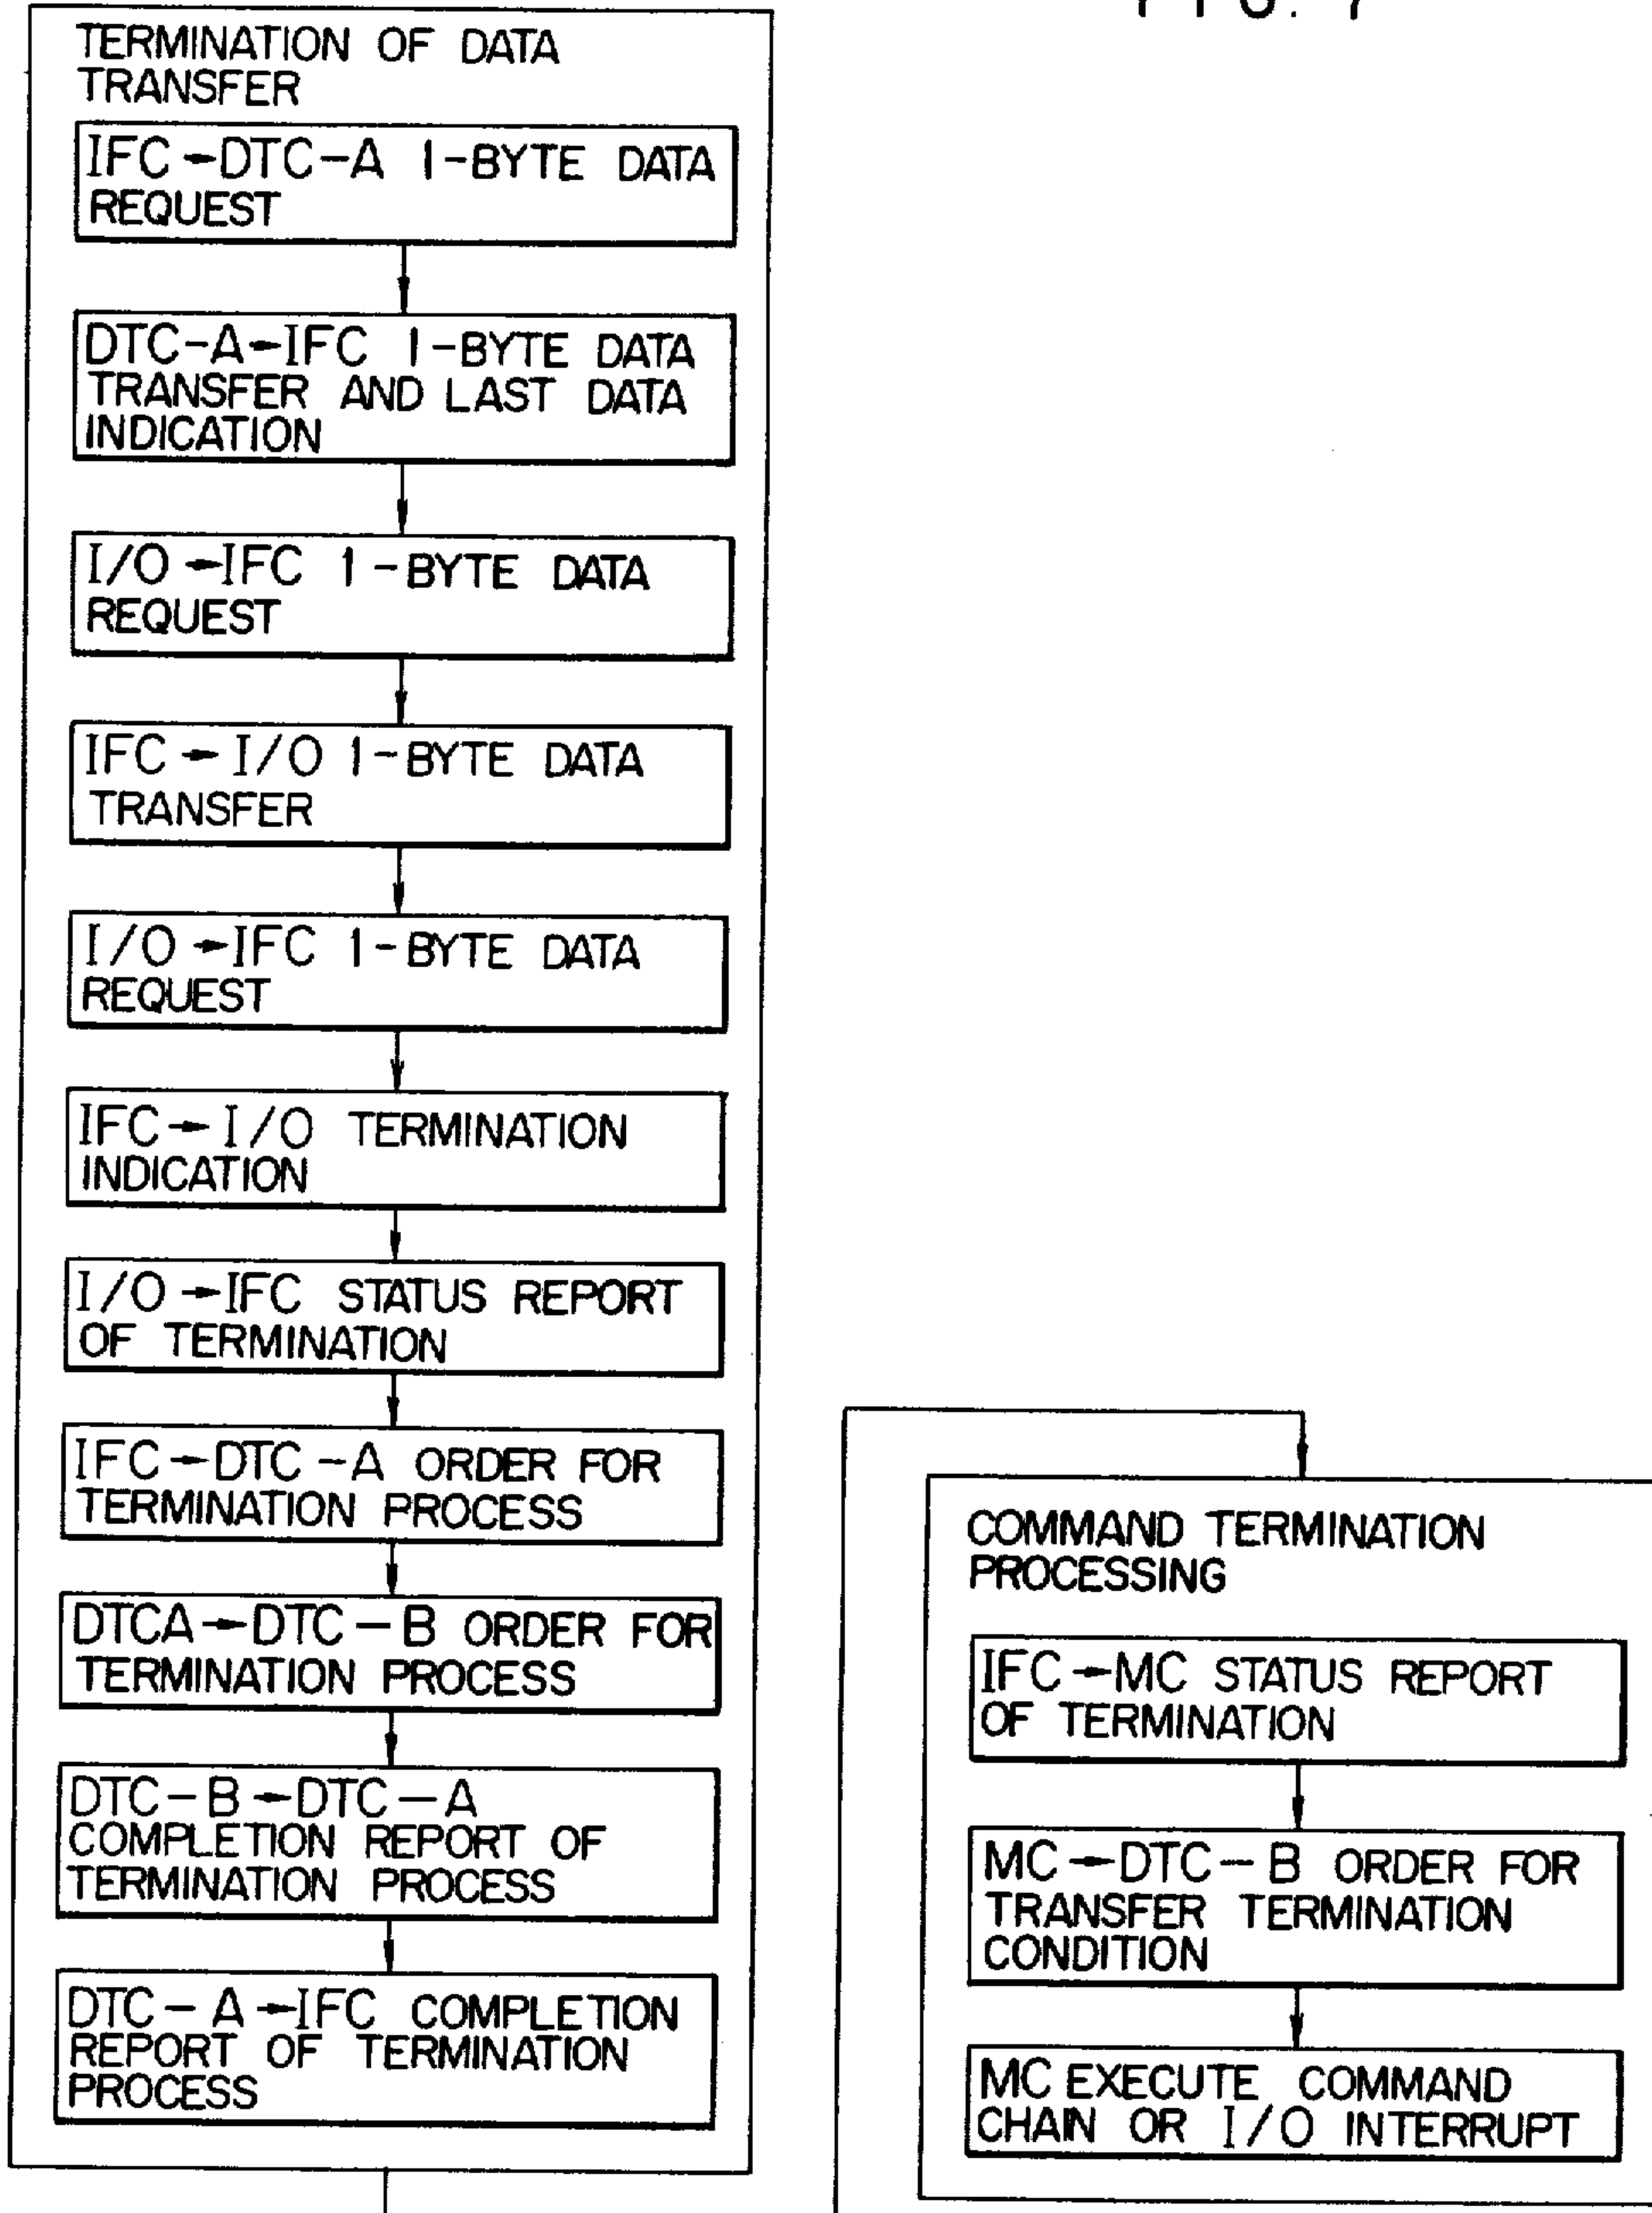 FIG. 7
TERMINATION OF DATA
TRANSFER
IFC→DTC-A 1-BYTE DATA
REQUEST
DTC-A→IFC 1-BYTE DATA
TRANSFER AND LAST DATA
INDICATION
I/O→IFC 1-BYTE DATA
REQUEST
IFC→I/O 1-BYTE DATA
TRANSFER
I/O→IFC 1-BYTE DATA
REQUEST
IFC→I/O TERMINATION
INDICATION
I/O→IFC STATUS REPORT
OF TERMINATION
IFC→DTC-A ORDER FOR
TERMINATION PROCESS
DTCA→DTC-B ORDER FOR
TERMINATION PROCESS
DTC-B→DTC-A
COMPLETION REPORT OF
TERMINATION PROCESS
DTC-A→IFC COMPLETION
REPORT OF TERMINATION
PROCESS
COMMAND TERMINATION
PROCESSING
IFC→MC STATUS REPORT
OF TERMINATION
MC→DTC-B ORDER FOR
TRANSFER TERMINATION
CONDITION
MC EXECUTE COMMAND
CHAIN OR I/O INTERRUPT